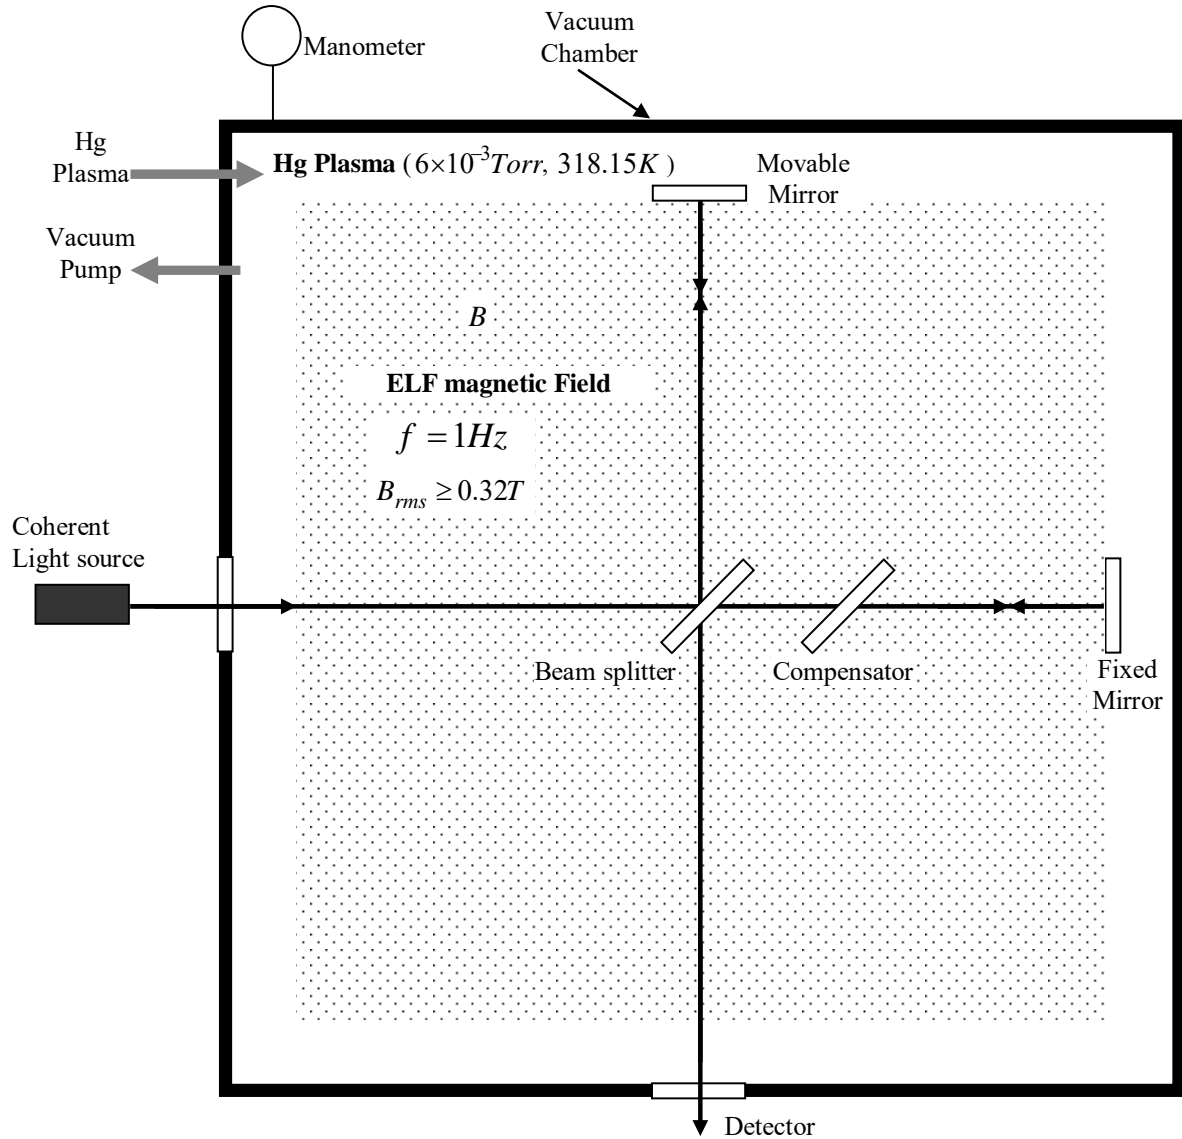 Manometer
Vacuum
Chamber
Hg
Plasma
Hg Plasma (6×10⁻³Torr, 318.15K )
Movable
Mirror
Vacuum
Pump
B
ELF magnetic Field
f = 1Hz
Bᵣₘₛ ≥ 0.32T
Coherent
Light source
Beam splitter
Compensator
Fixed
Mirror
Detector